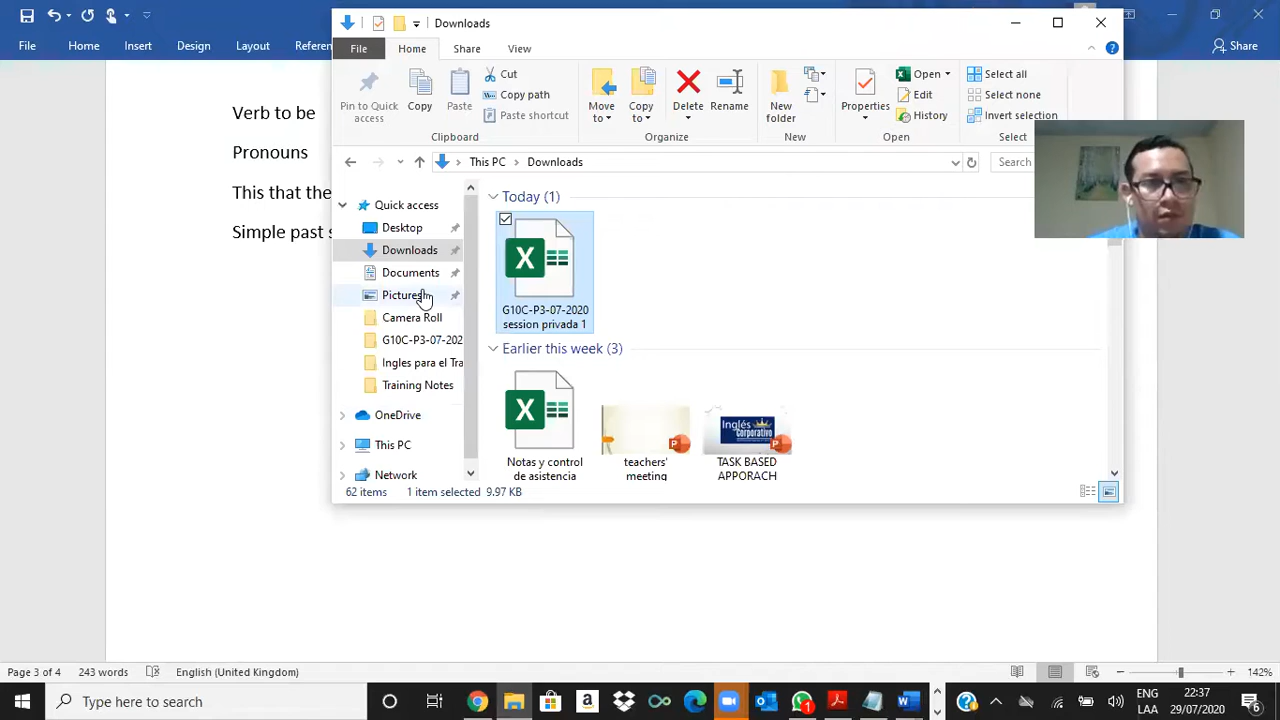 Downloads
File Home Insert Design Layout Share
File Home Share View
Pin to Quick access
Copy
Paste
Cut
Copy path
Paste shortcut
Move to
Copy to
Delete
Rename
New folder
Properties
Open
Edit
History
Select all
Select none
Invert selection
Clipboard Organize New Open Select
This PC > Downloads
Search
Quick access
Desktop
Downloads
Documents
Pictures
Camera Roll
G10C-P3-07-202
Ingles para el Tra
Training Notes
OneDrive
This PC
Network
Today (1)
G10C-P3-07-2020
session privada 1
Earlier this week (3)
Notas y control
de asistencia
teachers'
meeting
Inglés
Corporativo
TASK BASED
APPORACH
62 items 1 item selected 9.97 KB
Verb to be
Pronouns
This that the
Simple past s
Page 3 of 4 243 words English (United Kingdom) 142%
Type here to search
ENG
LAA
22:37
29/07/2020
6